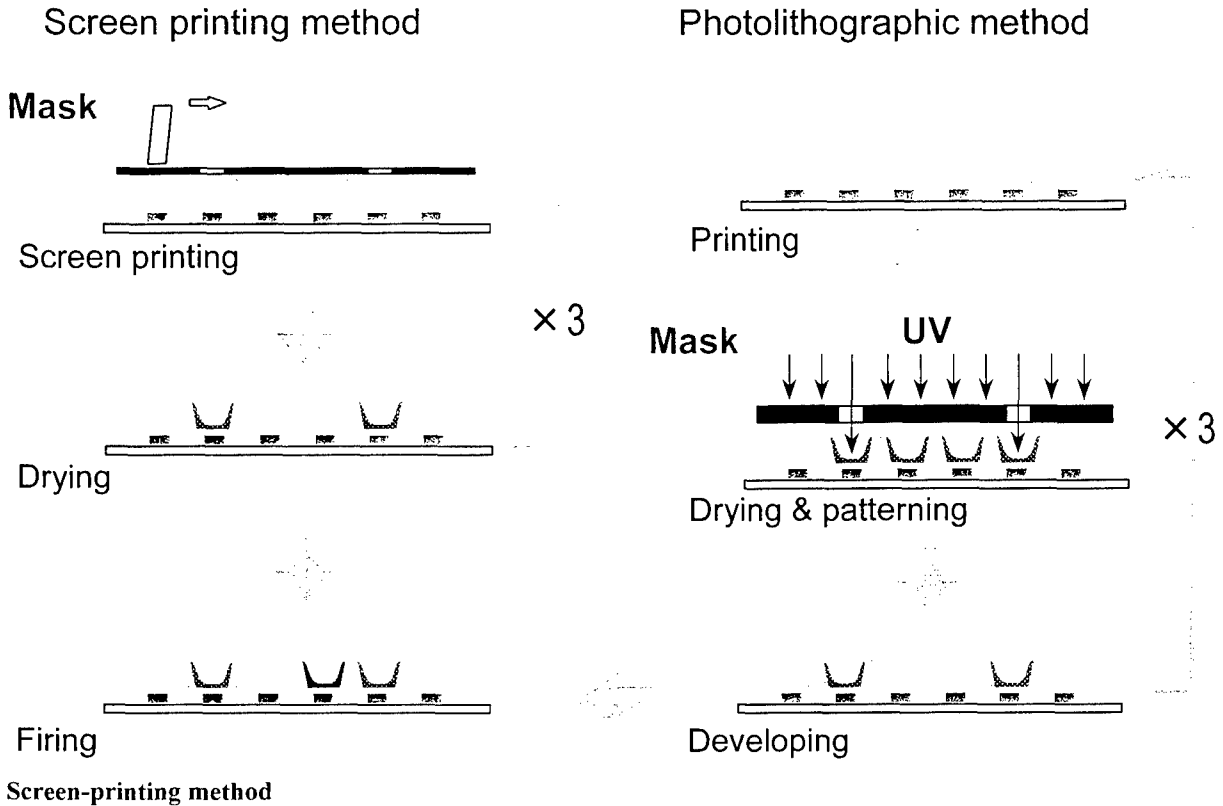 Screen printing method
Mask
Screen printing
× 3
Drying
Firing
Photolithographic method
Printing
Mask
UV
× 3
Drying & patterning
Developing
Screen-printing method